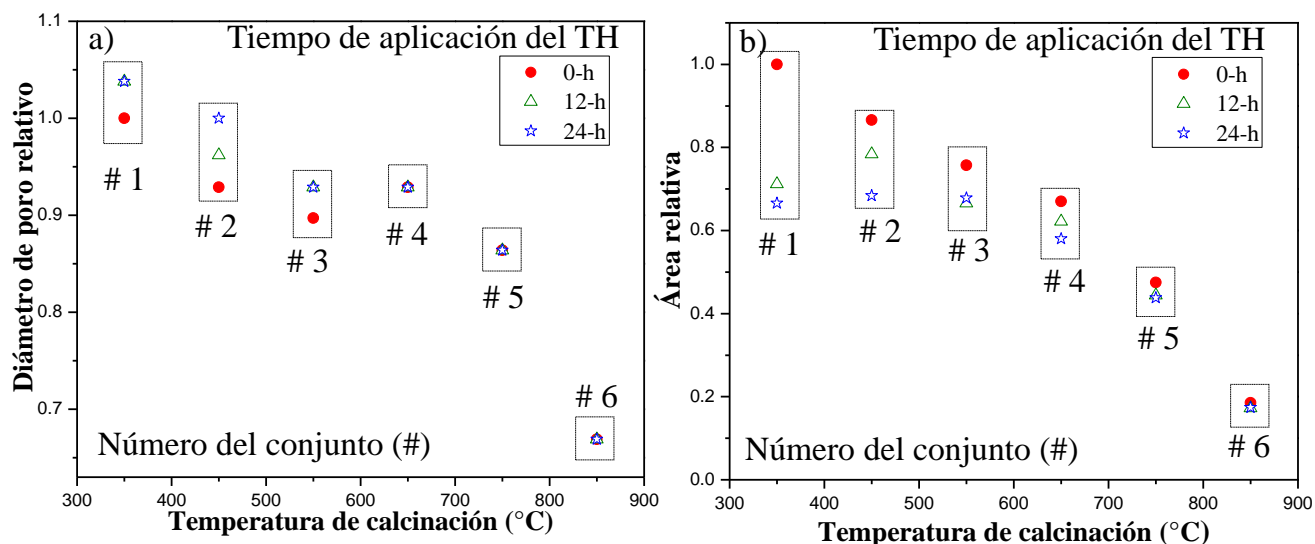 a)
Tiempo de aplicación del TH
0-h
12-h
24-h
# 1
# 2
# 3
# 4
# 5
# 6
Número del conjunto (#)
Diámetro de poro relativo
1.1
1.0
0.9
0.8
0.7
300 400 500 600 700 800 900
Temperatura de calcinación (°C)
b)
Tiempo de aplicación del TH
0-h
12-h
24-h
# 1
# 2
# 3
# 4
# 5
# 6
Número del conjunto (#)
Área relativa
1.0
0.8
0.6
0.4
0.2
0.0
300 400 500 600 700 800 900
Temperatura de calcinación (°C)